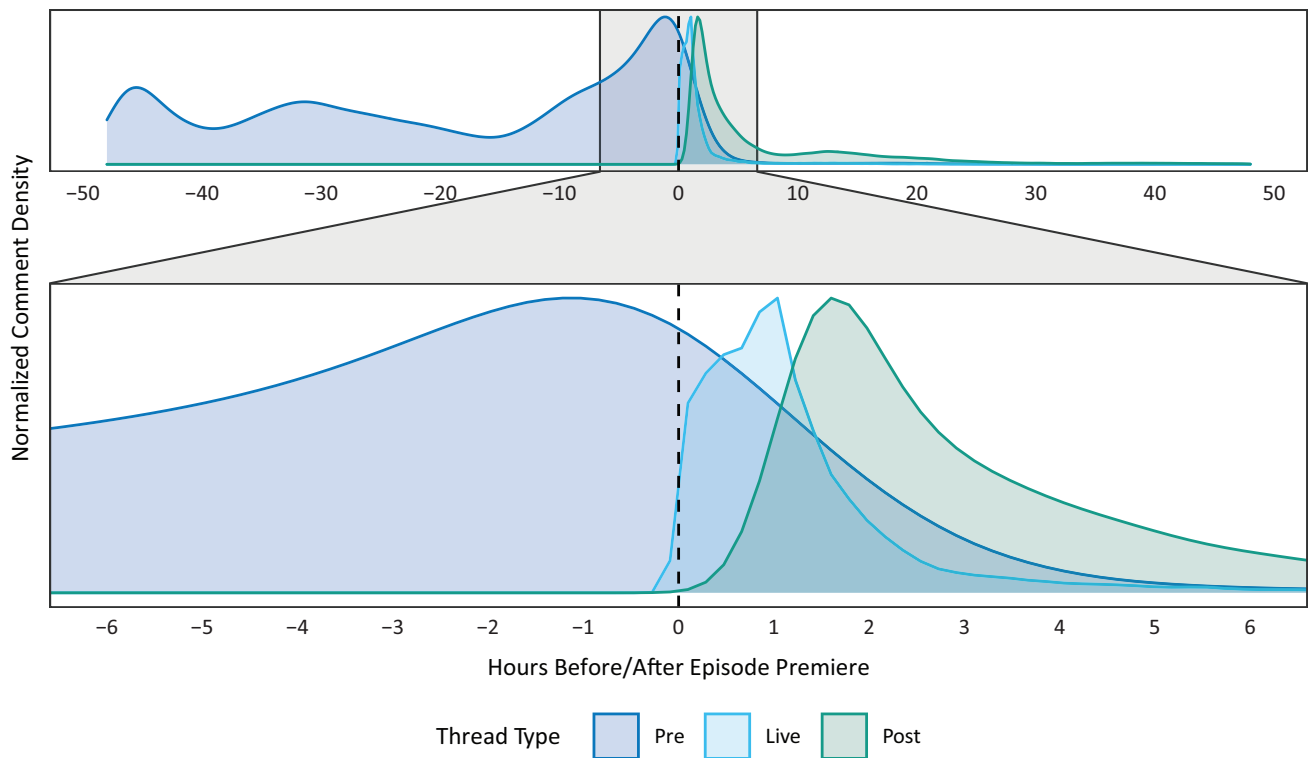 −50 −40 −30 −20 −10 0 10 20 30 40 50
Normalized Comment Density
−6 −5 −4 −3 −2 −1 0 1 2 3 4 5 6
Hours Before/After Episode Premiere
Thread Type Pre Live Post